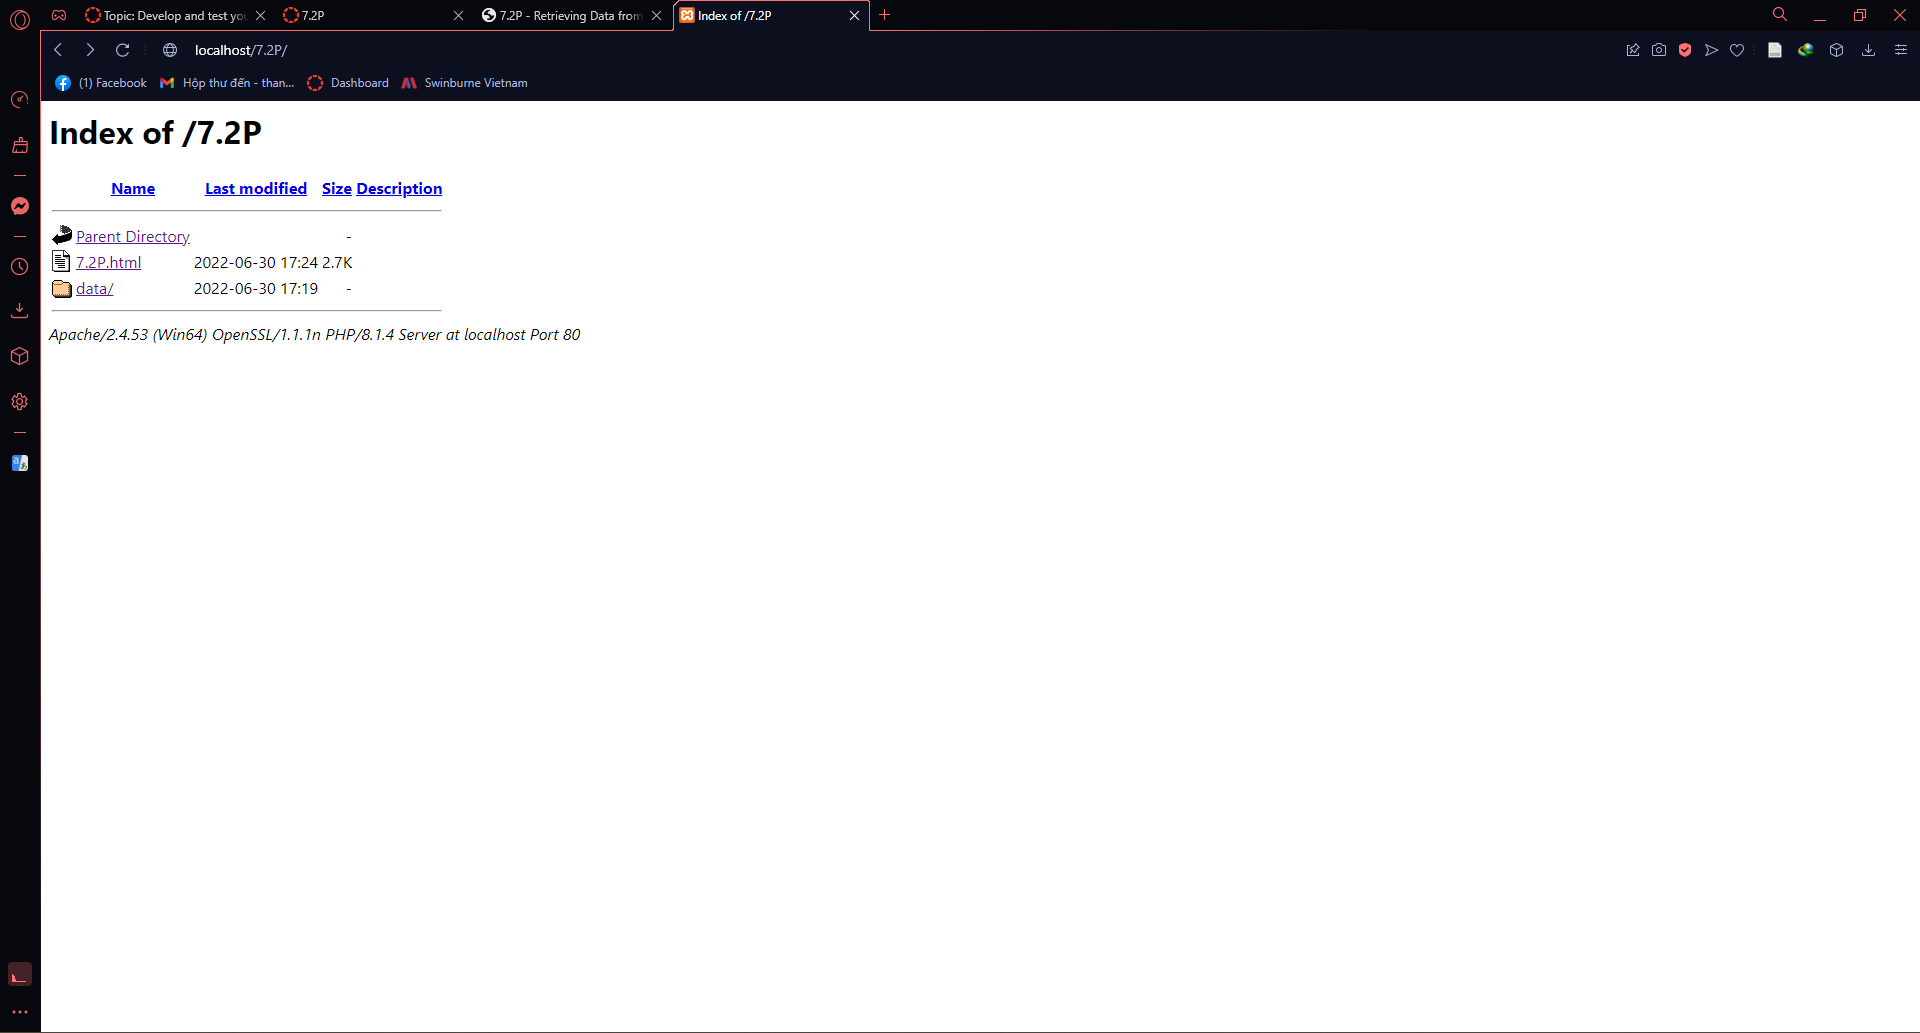 Topic: Develop and test you
7.2P
7.2P - Retrieving Data from
Index of /7.2P
localhost/7.2P/
(1) Facebook
Hộp thư đến - than...
Dashboard
Swinburne Vietnam
Index of /7.2P
Name Last modified Size Description
Parent Directory -
7.2P.html 2022-06-30 17:24 2.7K
data/ 2022-06-30 17:19 -
Apache/2.4.53 (Win64) OpenSSL/1.1.1n PHP/8.1.4 Server at localhost Port 80